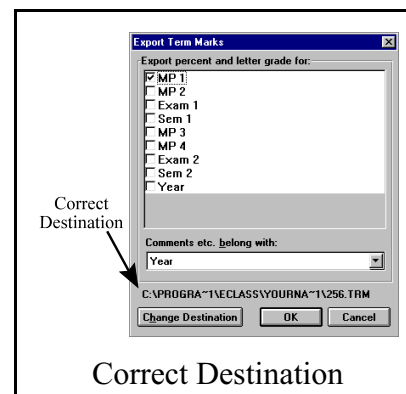 Export Term Marks
Export percent and letter grade for:
MP 1
MP 2
Exam 1
Sem 1
MP 3
MP 4
Exam 2
Sem 2
Year
Correct
Destination
Comments etc. belong with:
Year
C:\PROGRA~1\ECLASS\YOURNA~1\256.TRM
Change Destination OK Cancel
Correct Destination